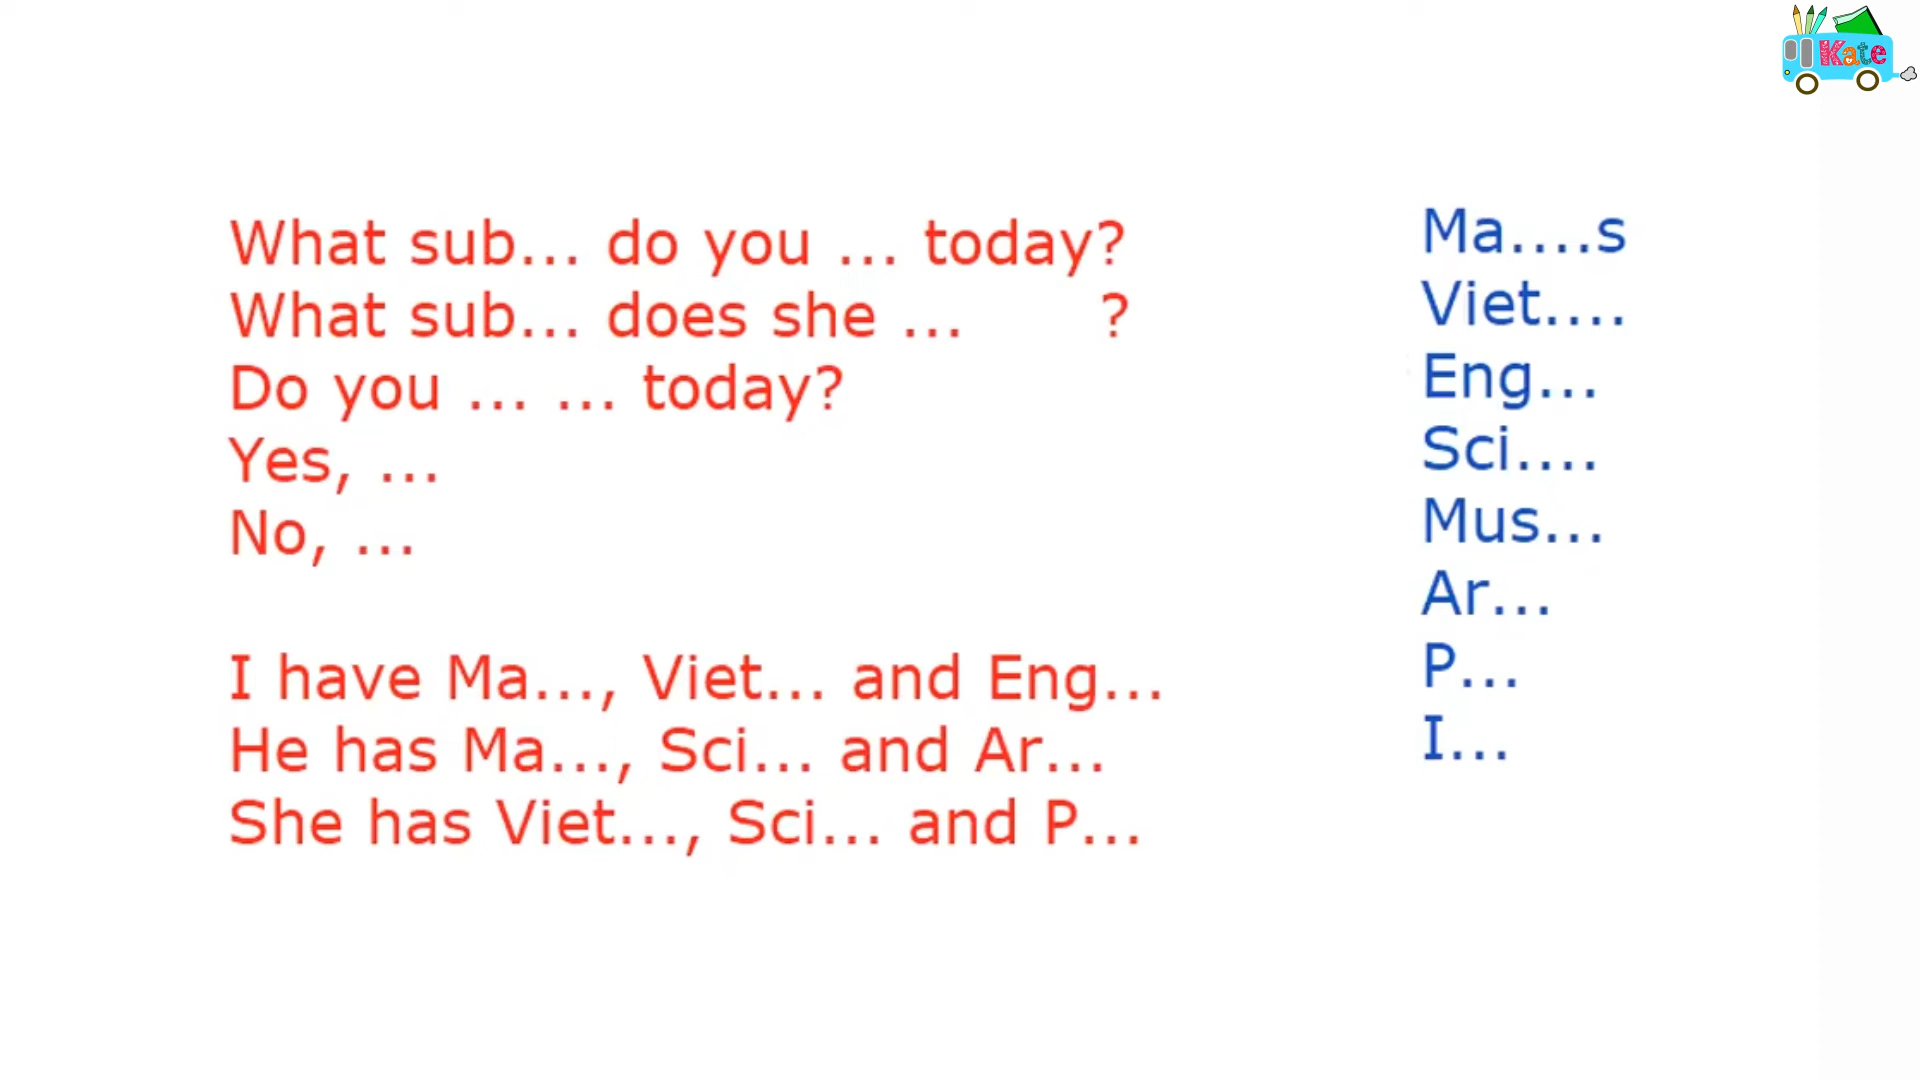 Kate
What sub... do you ... today?
What sub... does she ... ?
Do you ... ... today?
Yes, ...
No, ...
I have Ma..., Viet... and Eng...
He has Ma..., Sci... and Ar...
She has Viet..., Sci... and P...
Ma....s
Viet....
Eng...
Sci....
Mus...
Ar...
P...
I...